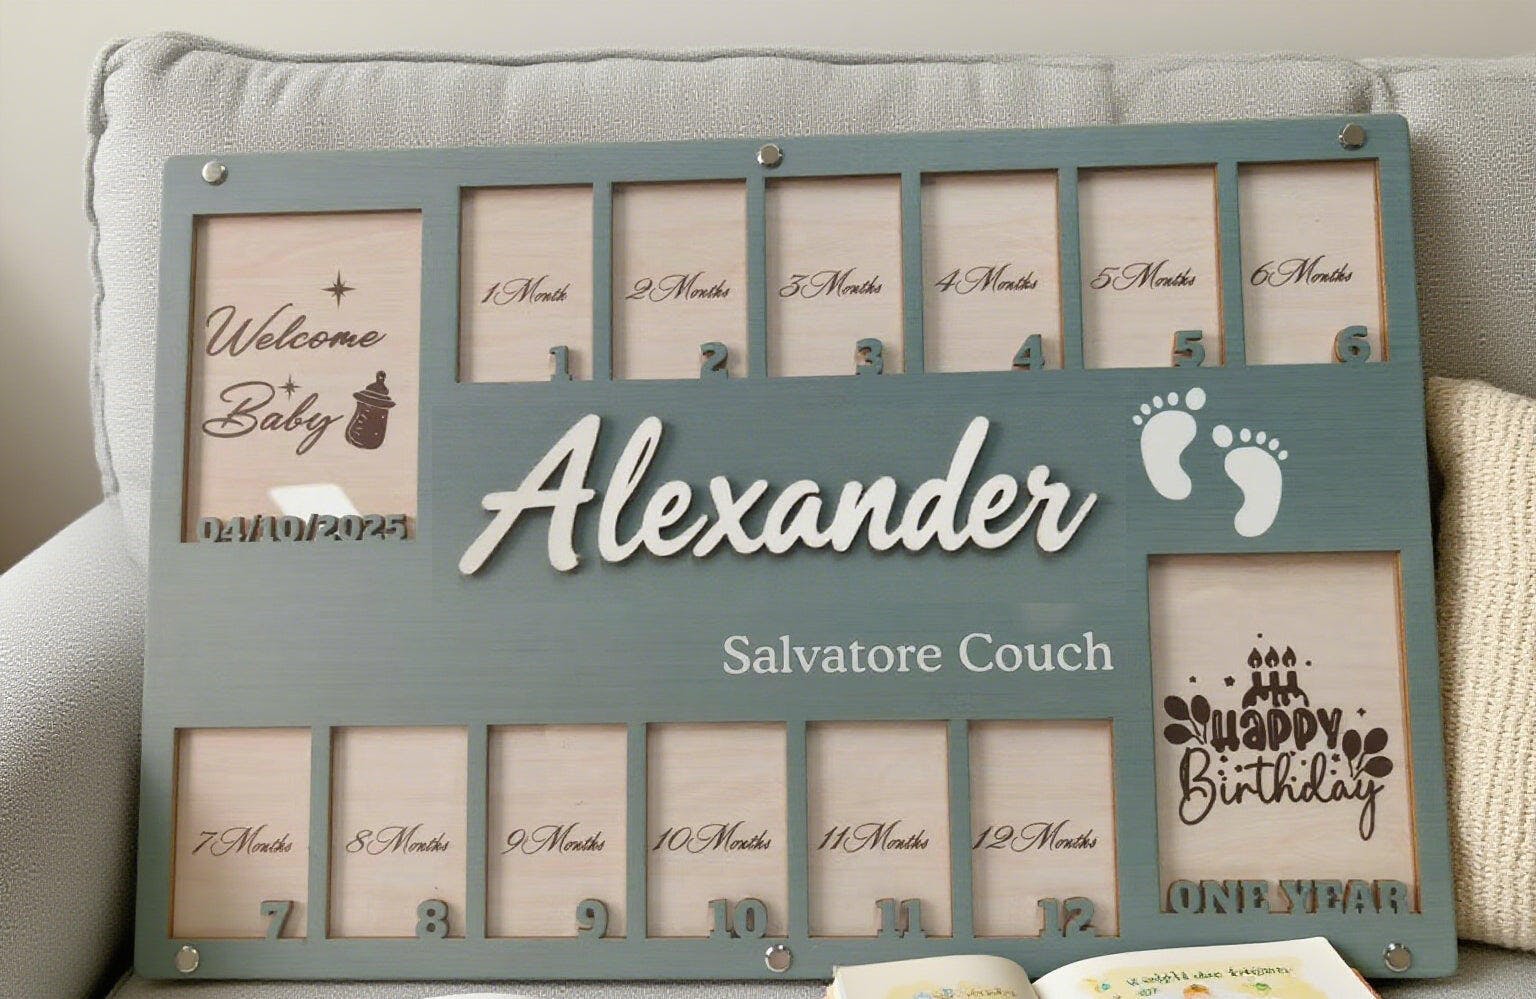 Welcome
Baby
04/10/2025
1 Month
2 Months
3 Months
4 Months
5 Months
6 Months
1
2
3
4
5
6
Alexander
Salvatore Couch
HAPPY
Birthday
ONE YEAR
7 Months
8 Months
9 Months
10 Months
11 Months
12 Months
7
8
9
10
11
12